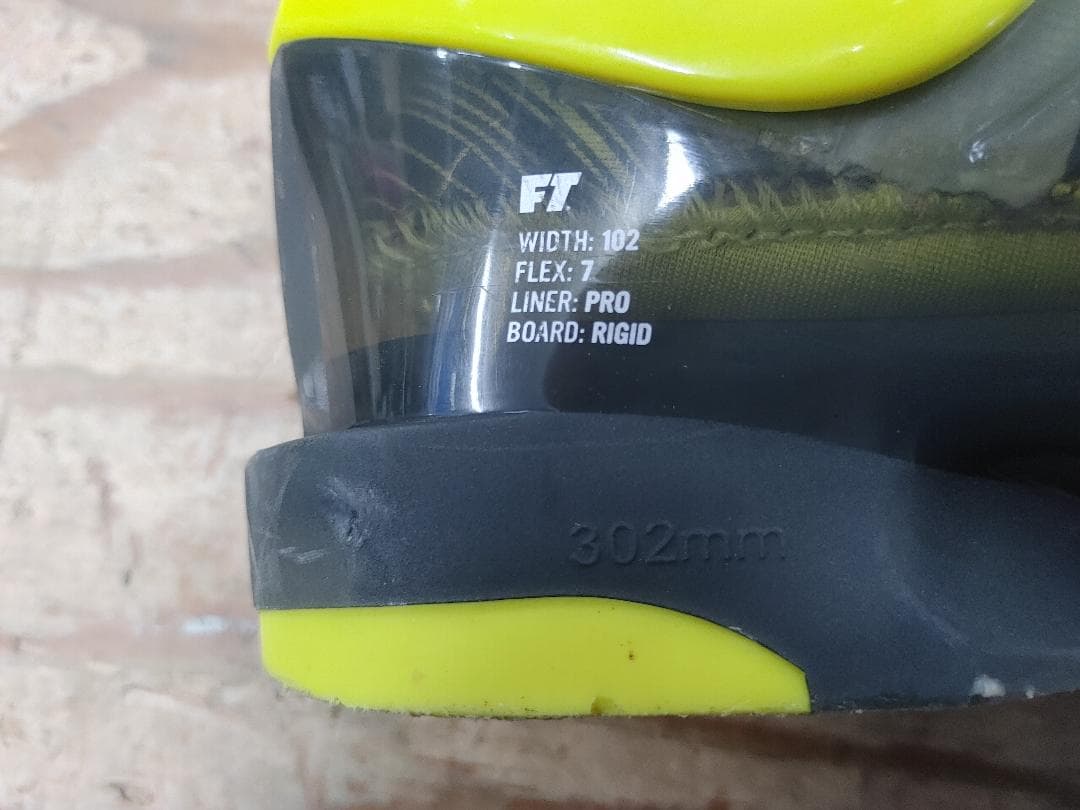 FT
WIDTH: 102
FLEX: 7
LINER: PRO
BOARD: RIGID
302mm